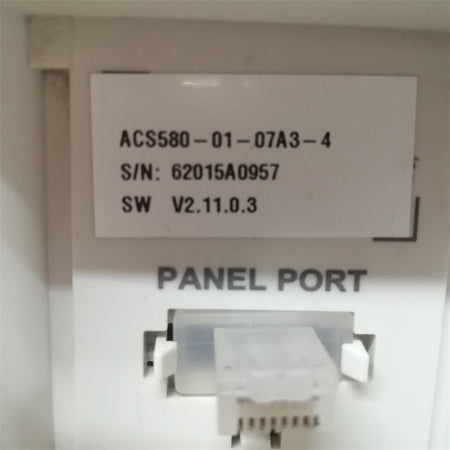 ACS580-01-07A3-4
S/N: 62015A0957
SW V2.11.0.3
PANEL PORT